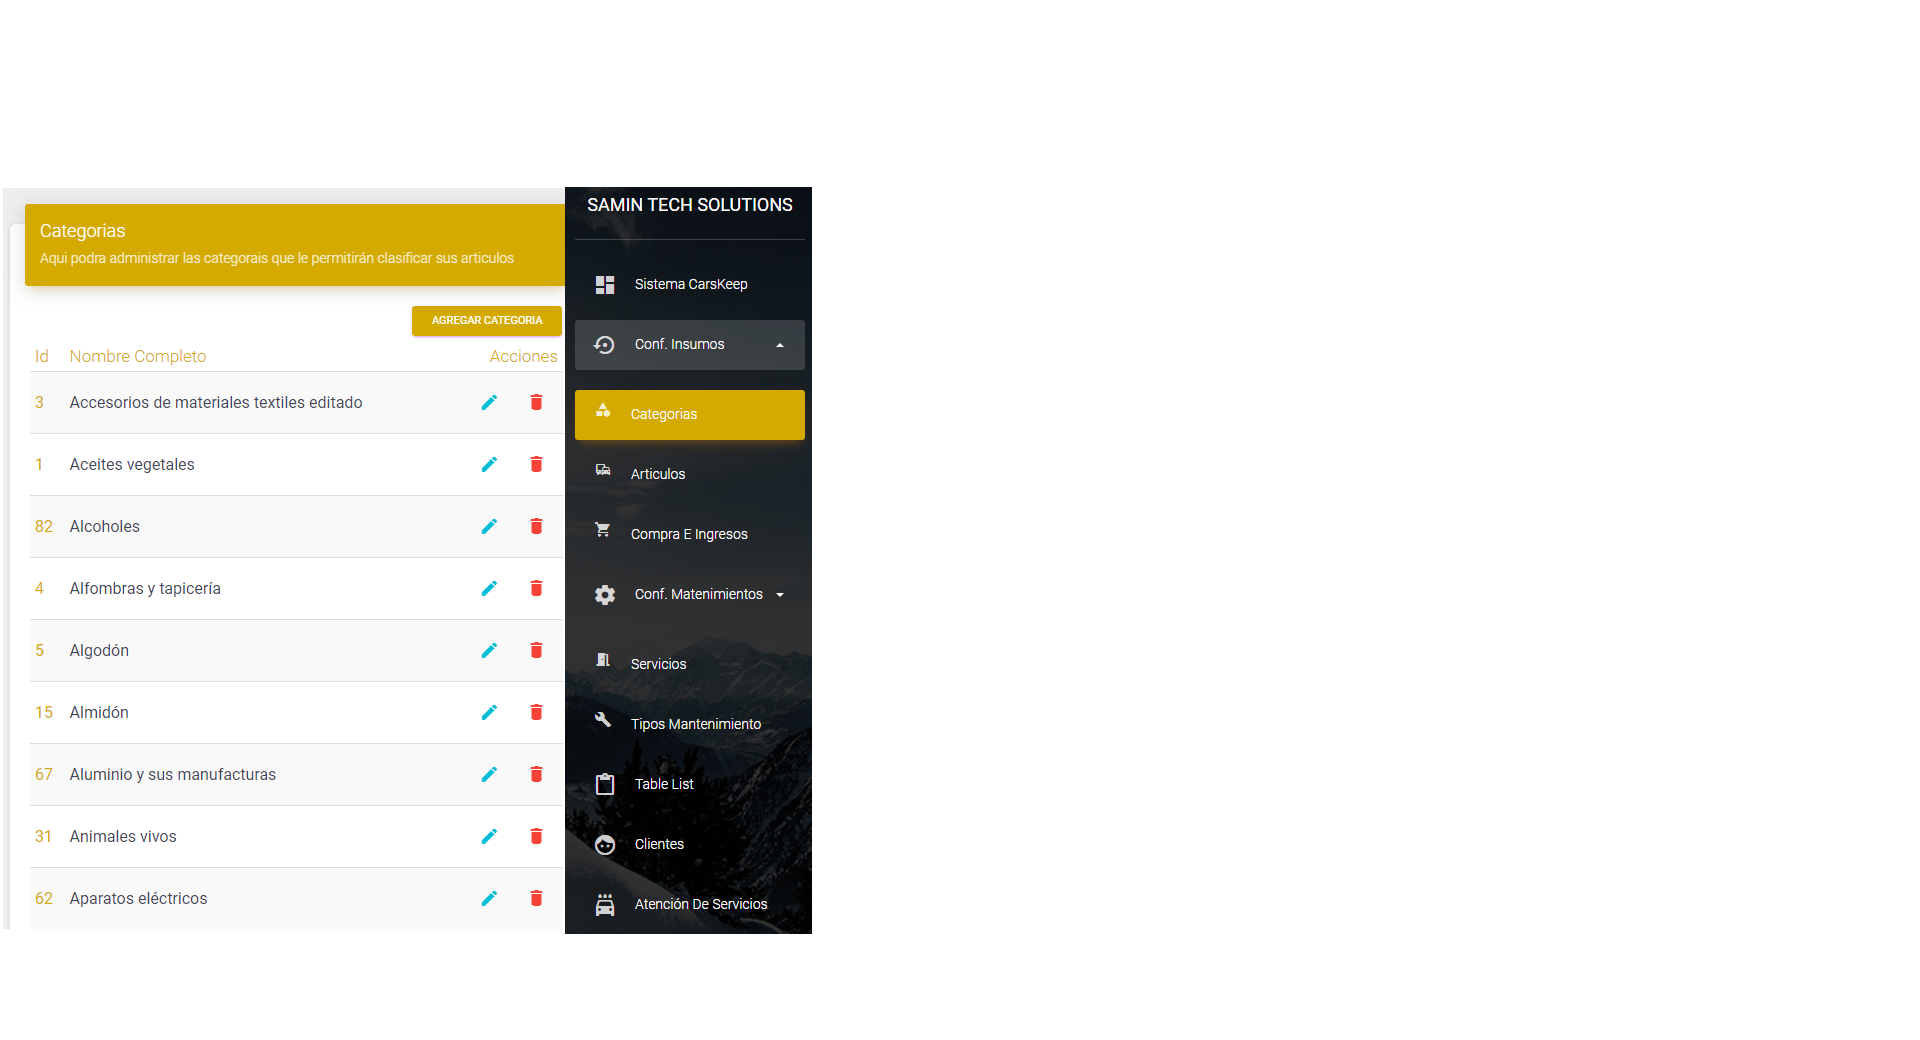 Categorias
Aqui podra administrar las categorais que le permitirán clasificar sus articulos
AGREGAR CATEGORIA
Id Nombre Completo Acciones
3 Accesorios de materiales textiles editado
1 Aceites vegetales
82 Alcoholes
4 Alfombras y tapicería
5 Algodón
15 Almidón
67 Aluminio y sus manufacturas
31 Animales vivos
62 Aparatos eléctricos
SAMIN TECH SOLUTIONS
Sistema CarsKeep
Conf. Insumos
Categorias
Articulos
Compra E Ingresos
Conf. Matenimientos
Servicios
Tipos Mantenimiento
Table List
Clientes
Atención De Servicios